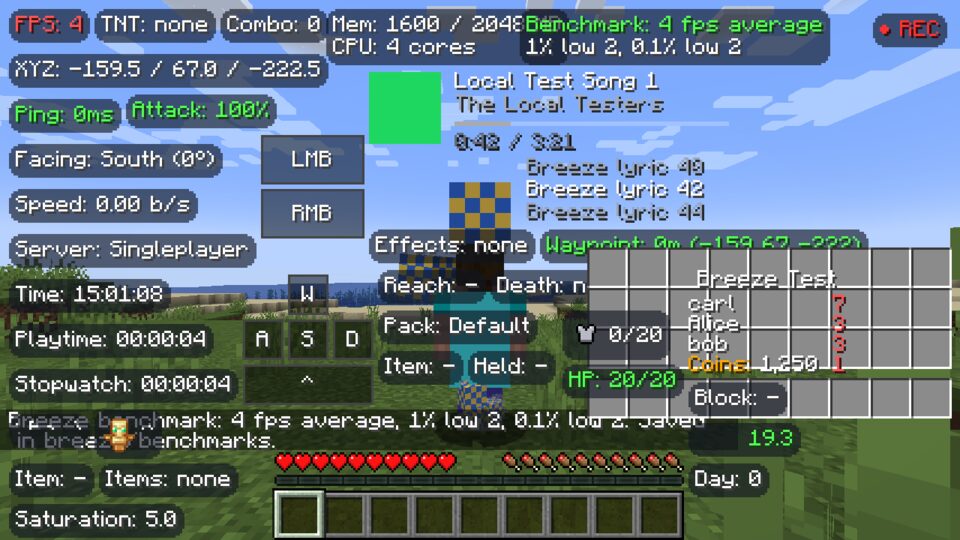 FPS: 4
TNT: none
Combo: 0
Mem: 1600 / 2048
CPU: 4 cores
Benchmark: 4 fps average
1% low 2, 0.1% low 2
REC
XYZ: -159.5 / 67.0 / -222.5
Local Test Song 1
The Local Testers
Ping: 0ms
Attack: 100%
0:42 / 3:21
Facing: South (0°)
LMB
Breeze lyric 40
Breeze lyric 42
Breeze lyric 44
Speed: 0.00 b/s
RMB
Server: Singleplayer
Effects: none
Waypoint: 0m (-159 67 -222)
Breeze Test
Reach: -
Death:
Time: 15:01:08
W
carl 7
Alice 3
bob 3
Coins: 1,250 1
Playtime: 00:00:04
A
S
D
Pack: Default
0/20
Item: -
Held: -
Stopwatch: 00:00:04
^
HP: 20/20
Block: -
Breeze benchmark: 4 fps average, 1% low 2, 0.1% low 2. Saved
in breeze benchmarks.
19.3
Item: -
Items: none
Day: 0
Saturation: 5.0